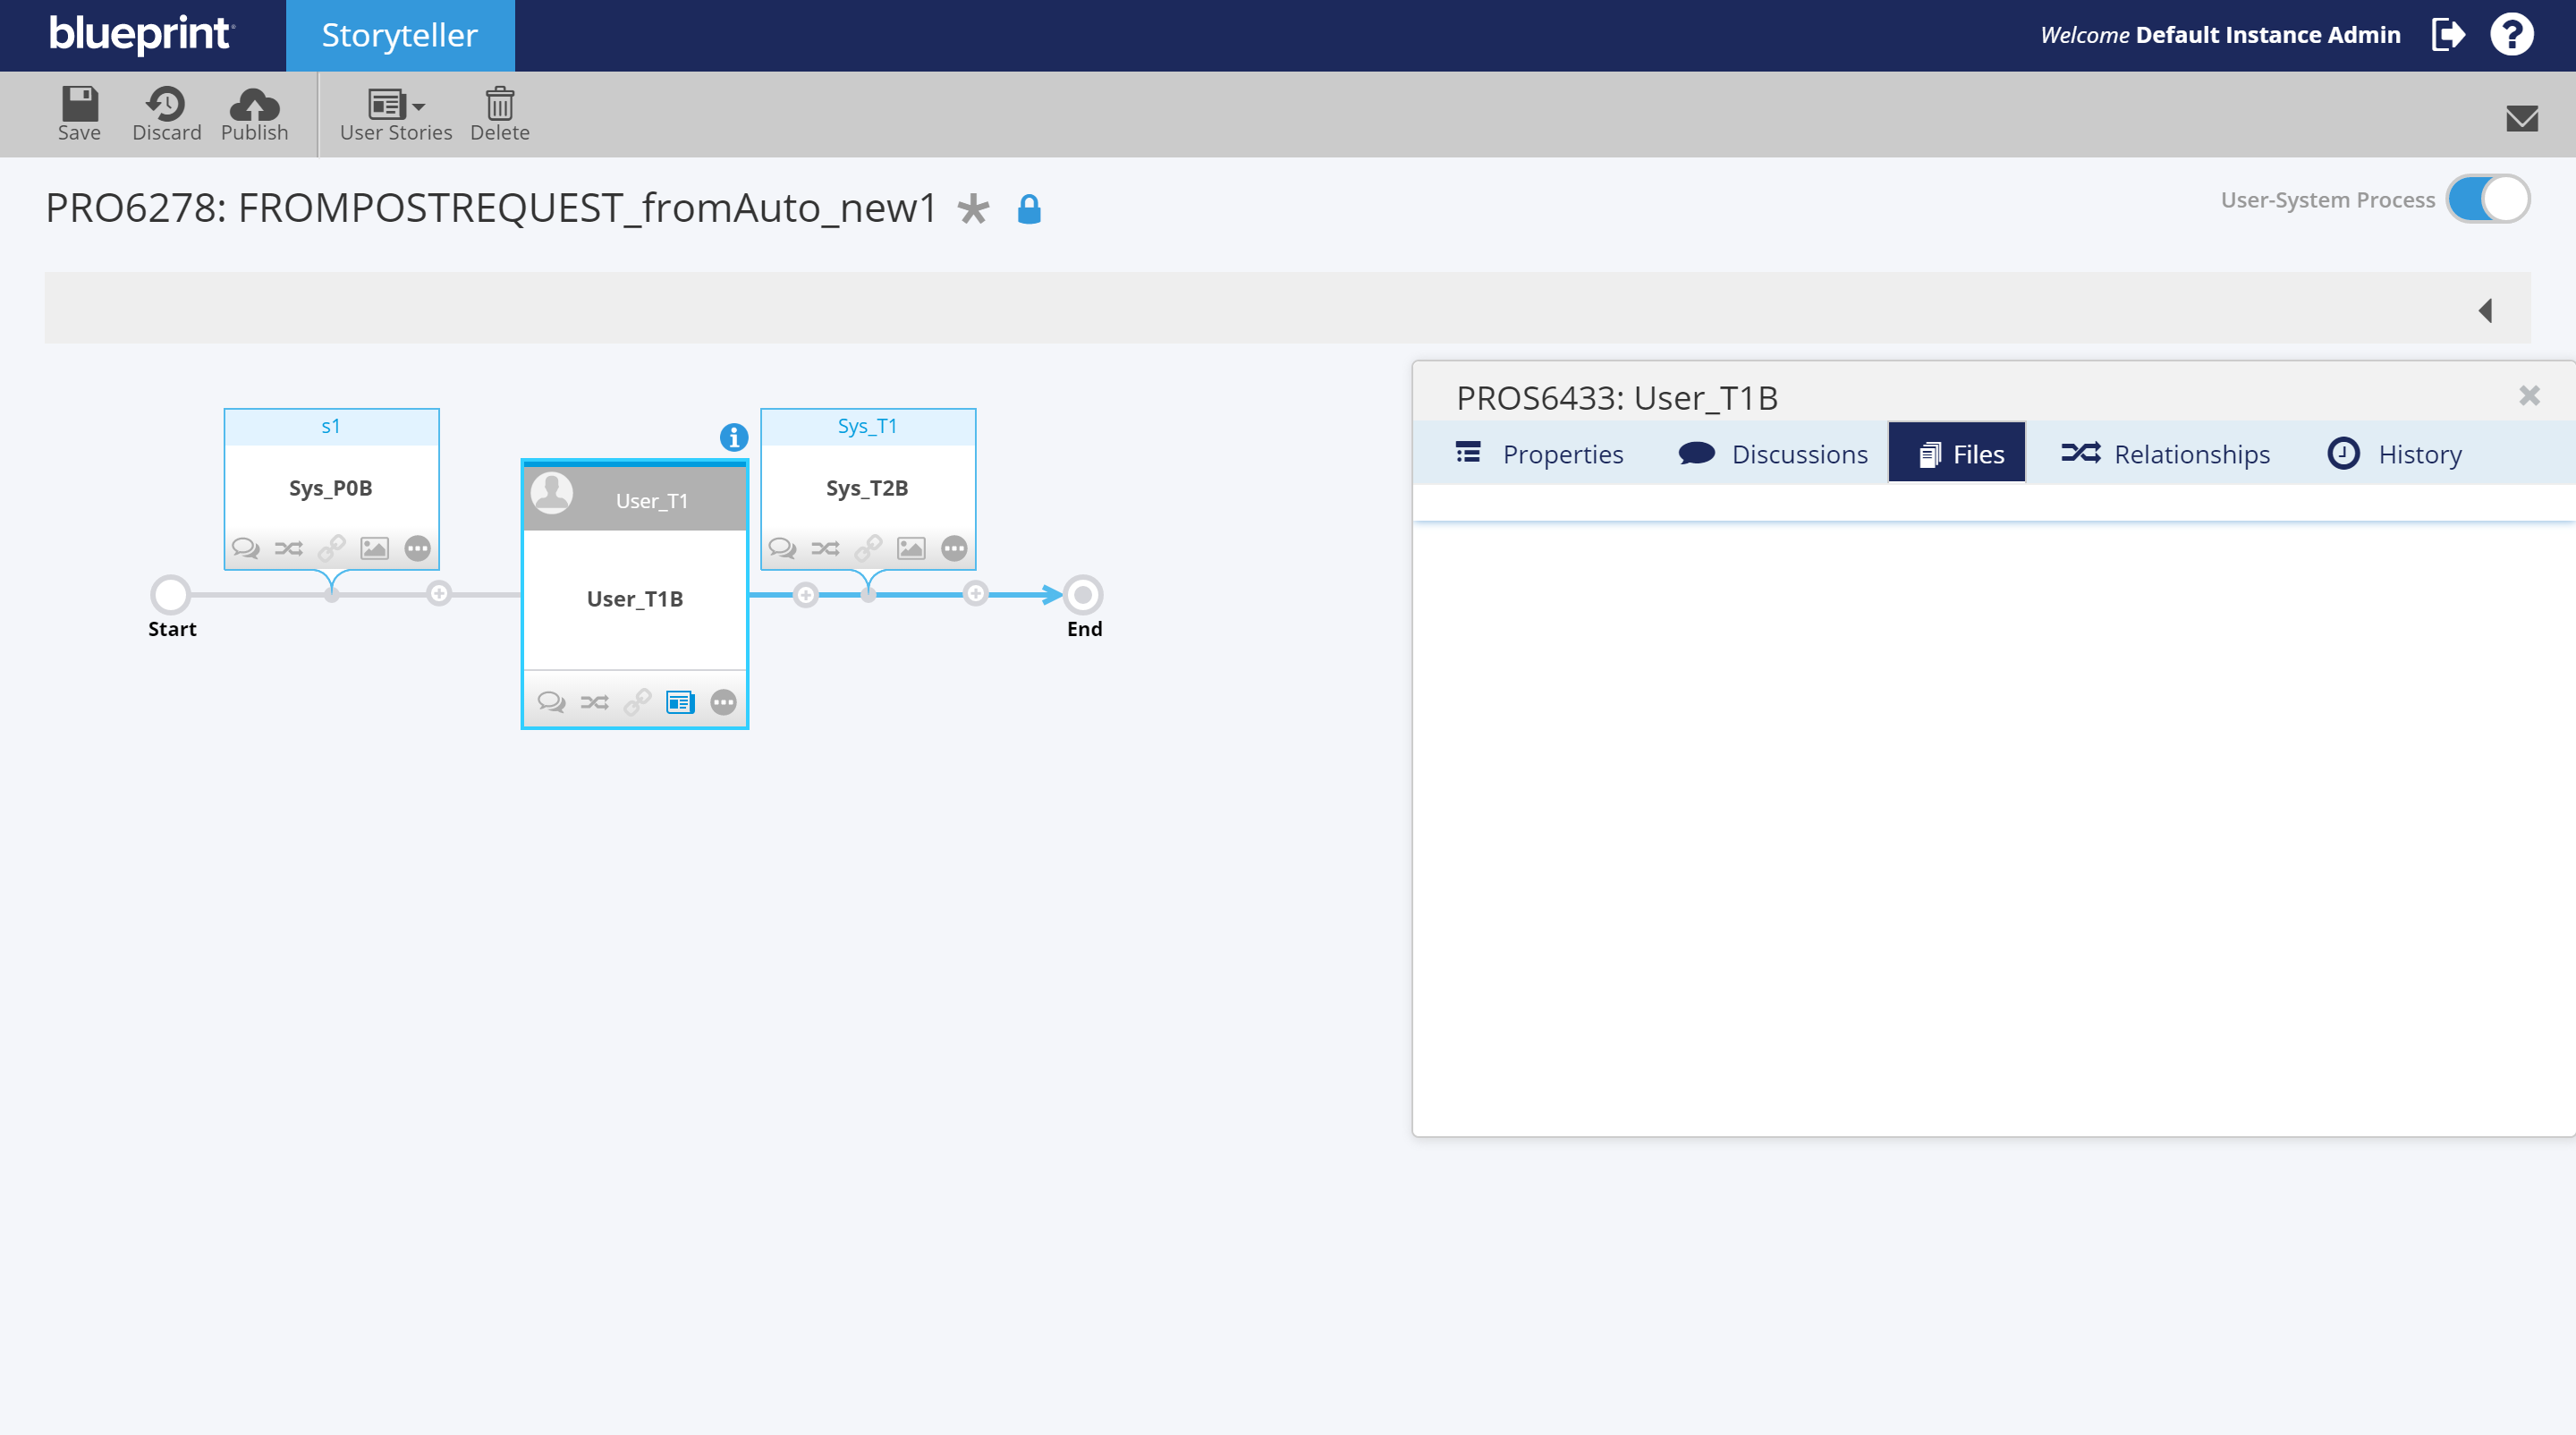 blueprint
Storyteller
Welcome Default Instance Admin
Save
Discard
Publish
User Stories
Delete
PRO6278: FROMPOSTREQUEST_fromAuto_new1 *
User-System Process
PROS6433: User_T1B
Properties
Discussions
Files
Relationships
History
s1
Sys_P0B
User_T1
User_T1B
Sys_T1
Sys_T2B
Start
End